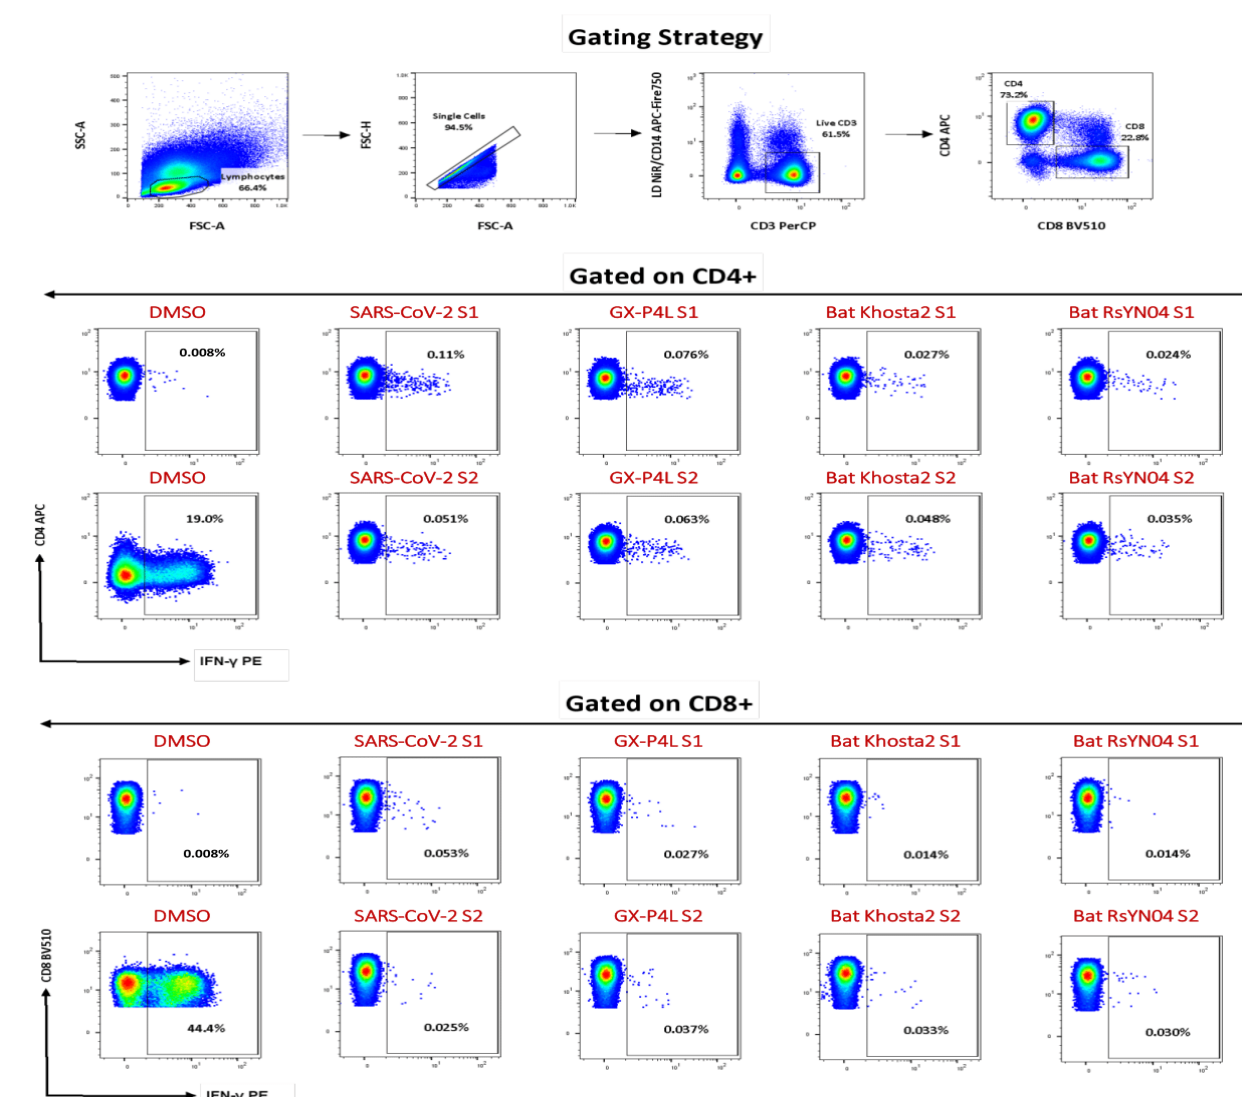 Gating Strategy
SSC-A
FSC-A
Lymphocytes
66.4%
FSC-H
FSC-A
Single Cells
94.5%
LD NiR/CD14 APC-Fire750
CD3 PerCP
Live CD3
61.5%
CD4 APC
CD8 BV510
CD4
73.2%
CD8
22.8%
Gated on CD4+
DMSO SARS-CoV-2 S1 GX-P4L S1 Bat Khosta2 S1 Bat RsYN04 S1
0.008% 0.11% 0.076% 0.027% 0.024%
DMSO SARS-CoV-2 S2 GX-P4L S2 Bat Khosta2 S2 Bat RsYN04 S2
19.0% 0.051% 0.063% 0.048% 0.035%
CD4 APC
IFN-γ PE
Gated on CD8+
DMSO SARS-CoV-2 S1 GX-P4L S1 Bat Khosta2 S1 Bat RsYN04 S1
0.008% 0.053% 0.027% 0.014% 0.014%
DMSO SARS-CoV-2 S2 GX-P4L S2 Bat Khosta2 S2 Bat RsYN04 S2
44.4% 0.025% 0.037% 0.033% 0.030%
CD8 BV510
IFN-γ PE